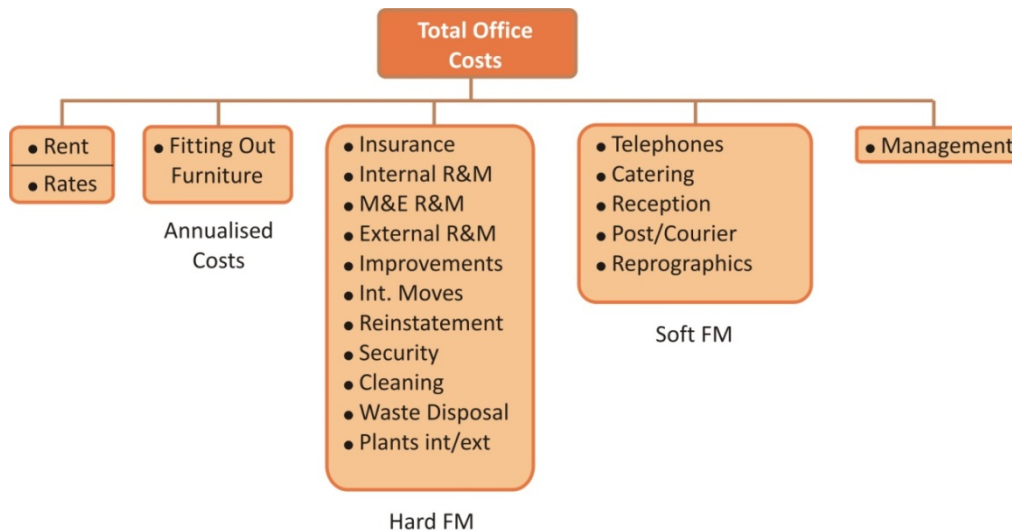 Total Office
Costs
• Rent
• Rates
• Fitting Out
Furniture
Annualised
Costs
• Insurance
• Internal R&M
• M&E R&M
• External R&M
• Improvements
• Int. Moves
• Reinstatement
• Security
• Cleaning
• Waste Disposal
• Plants int/ext
Hard FM
• Telephones
• Catering
• Reception
• Post/Courier
• Reprographics
Soft FM
• Management